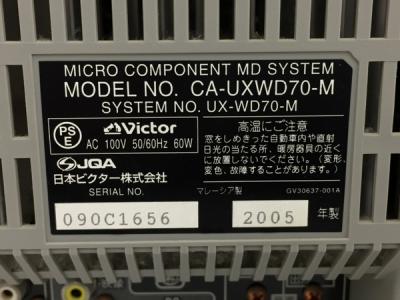 MICRO COMPONENT MD SYSTEM
MODEL NO. CA-UXWD70-M
SYSTEM NO. UX-WD70-M
PS
E
Victor
AC 100V 50/60Hz 60W
JQA
日本ビクター株式会社
高温にご注意
窓をしめきった自動車内や直射
日光の当たる所、暖房器具の近く
に放置しないでください。（変形、
変色、故障することがあります。）
SERIAL NO.
マレーシア製
GV30637-001A
090C1656
2005 年製